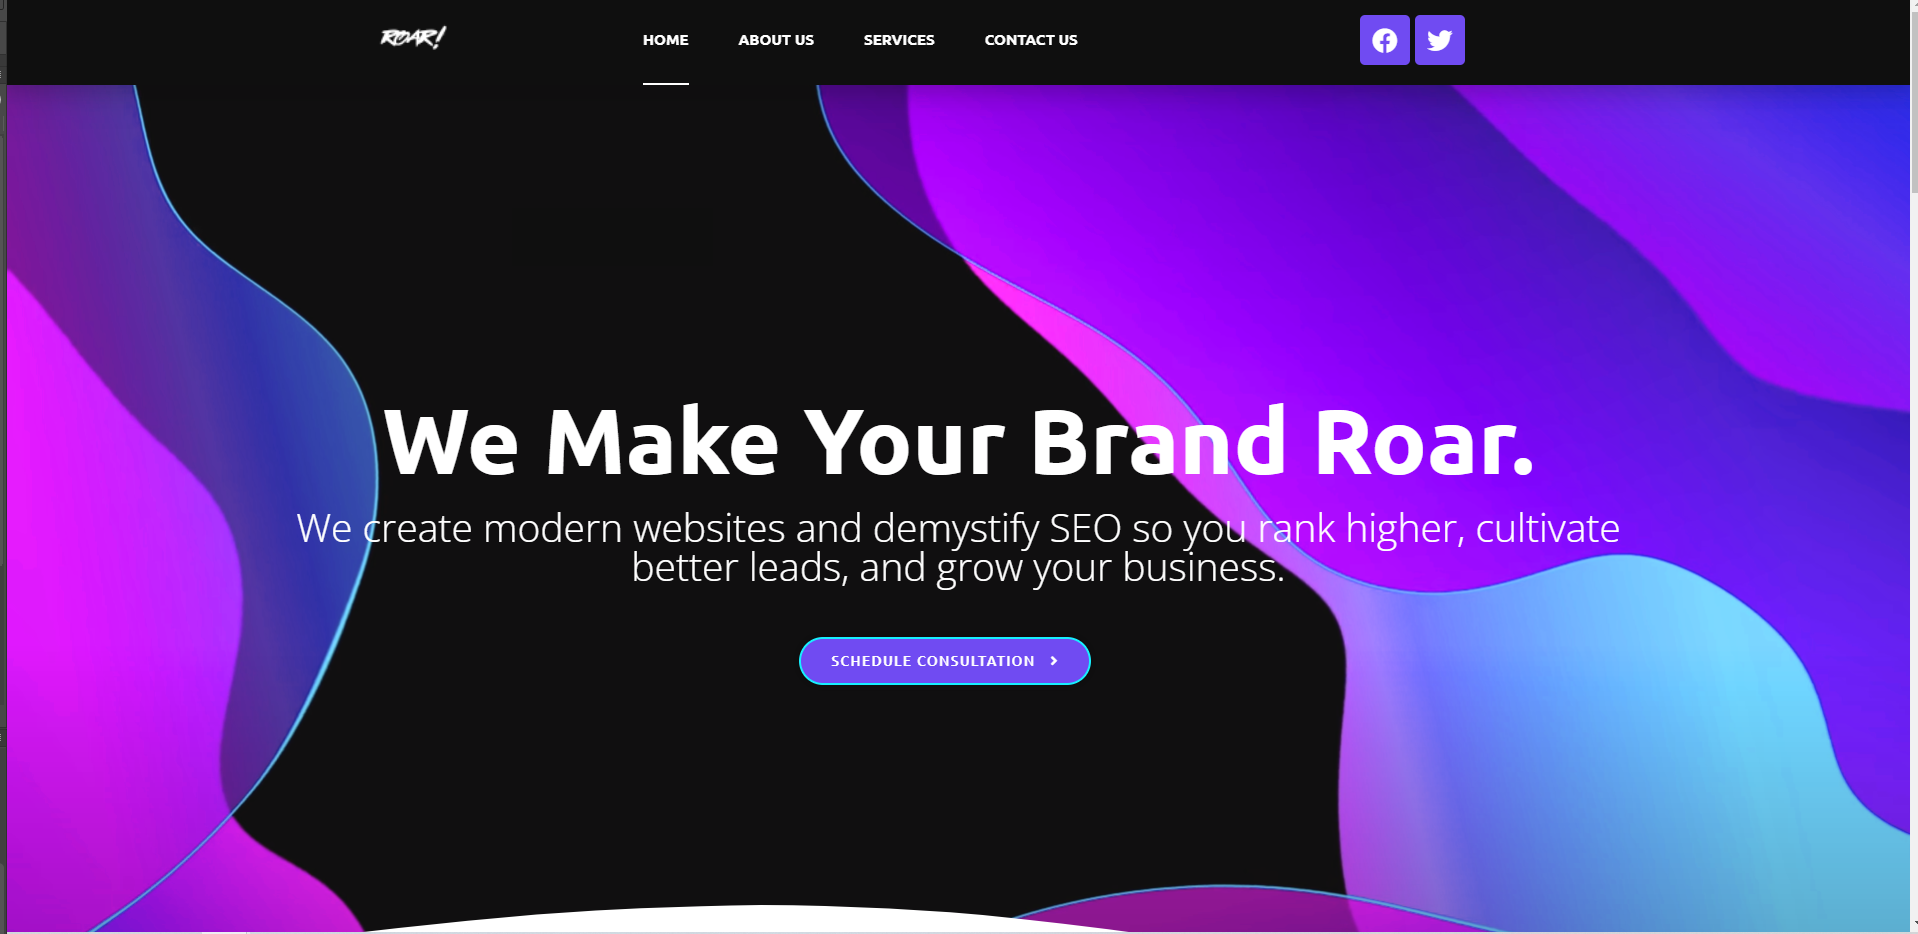 ROAR!
HOME ABOUT US SERVICES CONTACT US
We Make Your Brand Roar.
We create modern websites and demystify SEO so you rank higher, cultivate
better leads, and grow your business.
SCHEDULE CONSULTATION